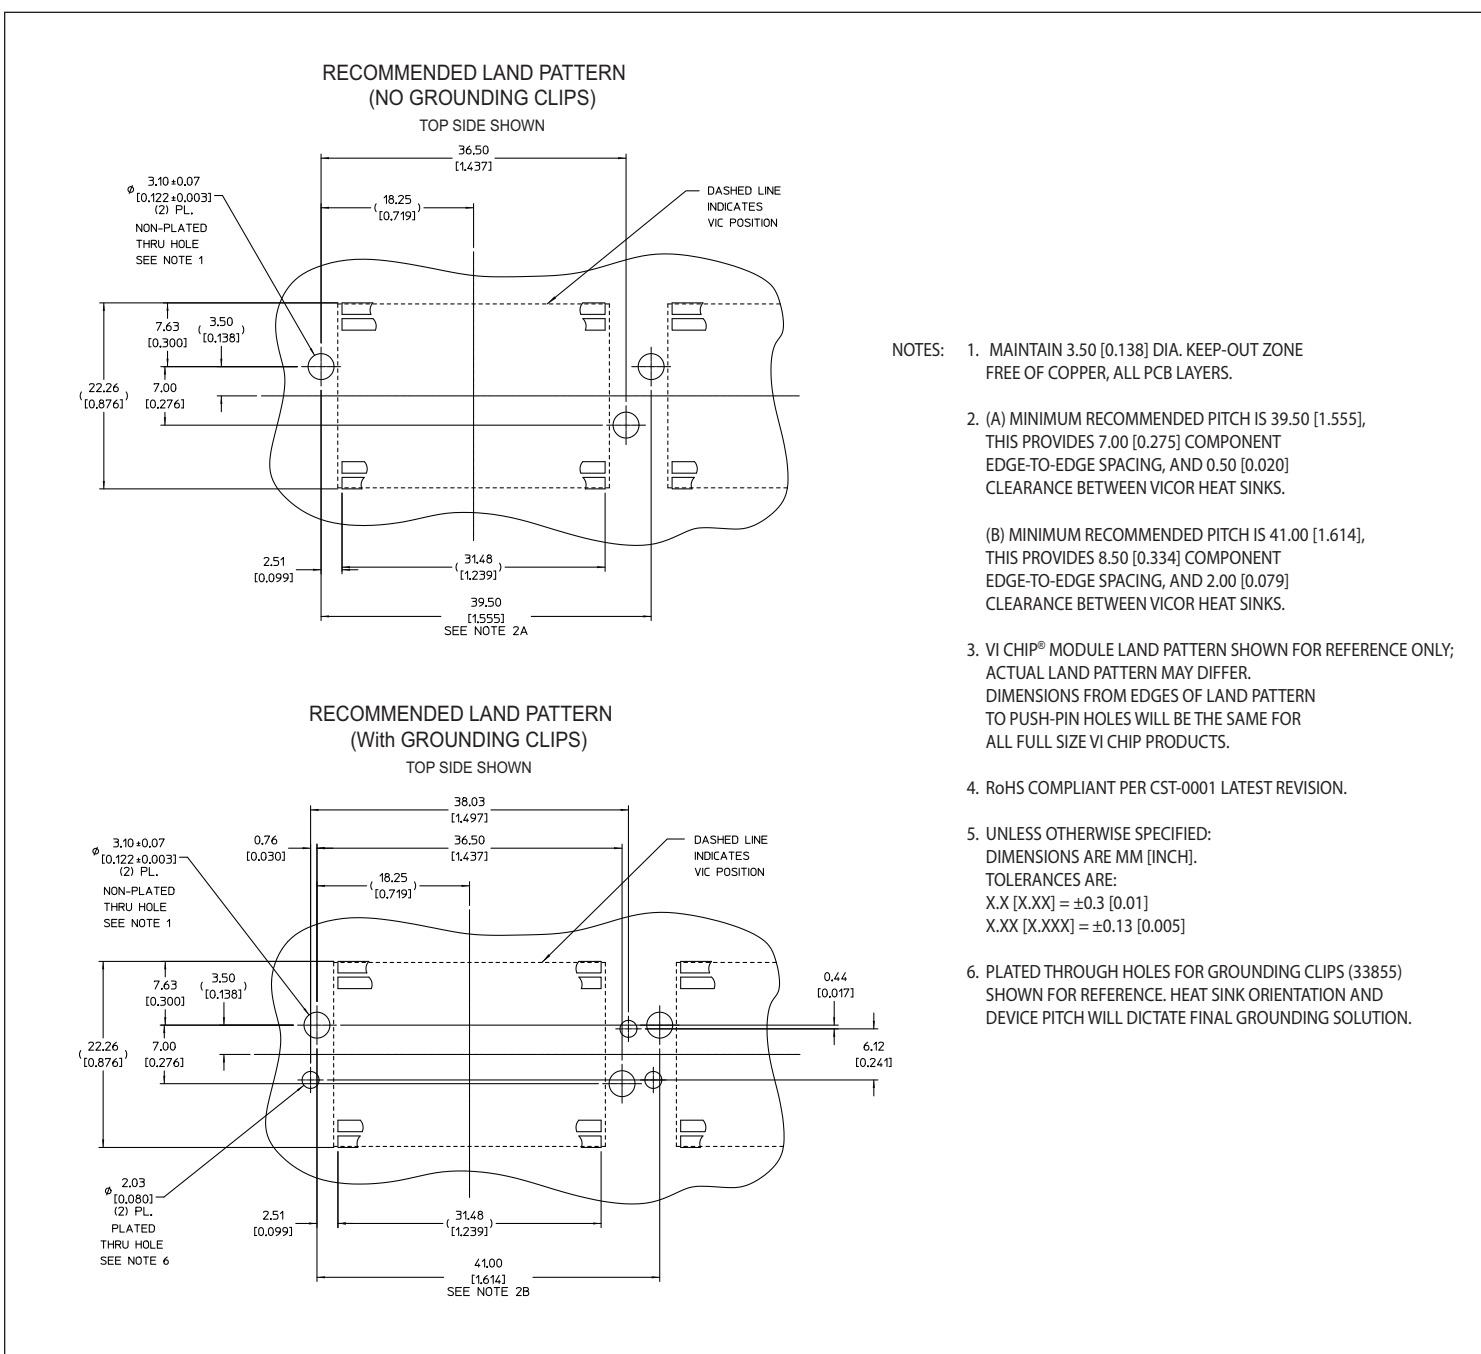 RECOMMENDED LAND PATTERN
(NO GROUNDING CLIPS)
TOP SIDE SHOWN
36.50
[1.437]
18.25
( [0.719] )
ø 3.10 ±0.07
[0.122 ±0.003]
(2) PL.
NON-PLATED
THRU HOLE
SEE NOTE 1
DASHED LINE
INDICATES
VIC POSITION
7.63
[0.300]
3.50
( [0.138] )
22.26
( [0.876] )
7.00
[0.276]
2.51
[0.099]
31.48
( [1.239] )
39.50
[1.555]
SEE NOTE 2A
RECOMMENDED LAND PATTERN
(With GROUNDING CLIPS)
TOP SIDE SHOWN
38.03
[1.497]
0.76
[0.030]
36.50
[1.437]
18.25
( [0.719] )
ø 3.10 ±0.07
[0.122 ±0.003]
(2) PL.
NON-PLATED
THRU HOLE
SEE NOTE 1
DASHED LINE
INDICATES
VIC POSITION
7.63
[0.300]
3.50
( [0.138] )
22.26
( [0.876] )
7.00
[0.276]
0.44
[0.017]
6.12
[0.241]
ø 2.03
[0.080]
(2) PL.
PLATED
THRU HOLE
SEE NOTE 6
2.51
[0.099]
31.48
( [1.239] )
41.00
[1.614]
SEE NOTE 2B
NOTES: 1. MAINTAIN 3.50 [0.138] DIA. KEEP-OUT ZONE
FREE OF COPPER, ALL PCB LAYERS.
2. (A) MINIMUM RECOMMENDED PITCH IS 39.50 [1.555],
THIS PROVIDES 7.00 [0.275] COMPONENT
EDGE-TO-EDGE SPACING, AND 0.50 [0.020]
CLEARANCE BETWEEN VICOR HEAT SINKS.
(B) MINIMUM RECOMMENDED PITCH IS 41.00 [1.614],
THIS PROVIDES 8.50 [0.334] COMPONENT
EDGE-TO-EDGE SPACING, AND 2.00 [0.079]
CLEARANCE BETWEEN VICOR HEAT SINKS.
3. VI CHIP® MODULE LAND PATTERN SHOWN FOR REFERENCE ONLY;
ACTUAL LAND PATTERN MAY DIFFER.
DIMENSIONS FROM EDGES OF LAND PATTERN
TO PUSH-PIN HOLES WILL BE THE SAME FOR
ALL FULL SIZE VI CHIP PRODUCTS.
4. RoHS COMPLIANT PER CST-0001 LATEST REVISION.
5. UNLESS OTHERWISE SPECIFIED:
DIMENSIONS ARE MM [INCH].
TOLERANCES ARE:
X.X [X.XX] = ±0.3 [0.01]
X.XX [X.XXX] = ±0.13 [0.005]
6. PLATED THROUGH HOLES FOR GROUNDING CLIPS (33855)
SHOWN FOR REFERENCE. HEAT SINK ORIENTATION AND
DEVICE PITCH WILL DICTATE FINAL GROUNDING SOLUTION.